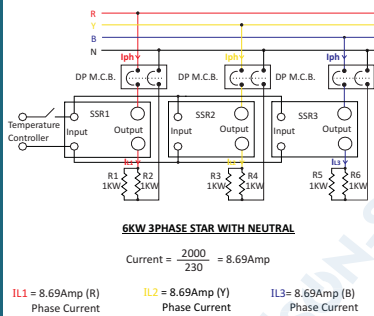 R
Y
B
N
Iph Iph Iph
DP M.C.B. DP M.C.B. DP M.C.B.
SSR1 SSR2 SSR3
Temperature
Controller
Input Output Input Output Input Output
IL1 IL2 IL3
R1 R2 R3 R4 R5 R6
1KW 1KW 1KW 1KW 1KW 1KW
6KW 3PHASE STAR WITH NEUTRAL
Current = 2000 / 230 = 8.69Amp
IL1 = 8.69Amp (R) IL2 = 8.69Amp (Y) IL3= 8.69Amp (B)
Phase Current Phase Current Phase Current